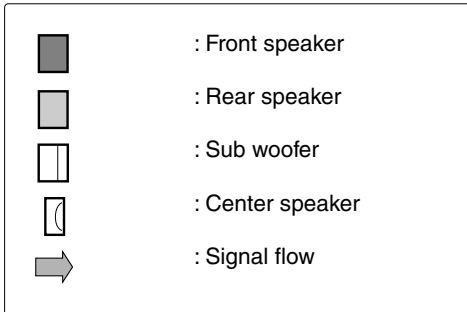 : Front speaker
: Rear speaker
: Sub woofer
: Center speaker
: Signal flow